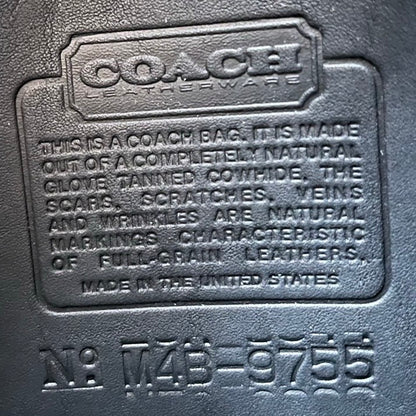 COACH
LEATHERWARE
THIS IS A COACH BAG. IT IS MADE
OUT OF A COMPLETELY NATURAL
GLOVE TANNED COWHIDE, THE
SCARS, SCRATCHES, VEINS
AND WRINKLES ARE NATURAL
MARKINGS CHARACTERISTIC
OF FULL-GRAIN LEATHERS.
MADE IN THE UNITED STATES
No: M4B-9755